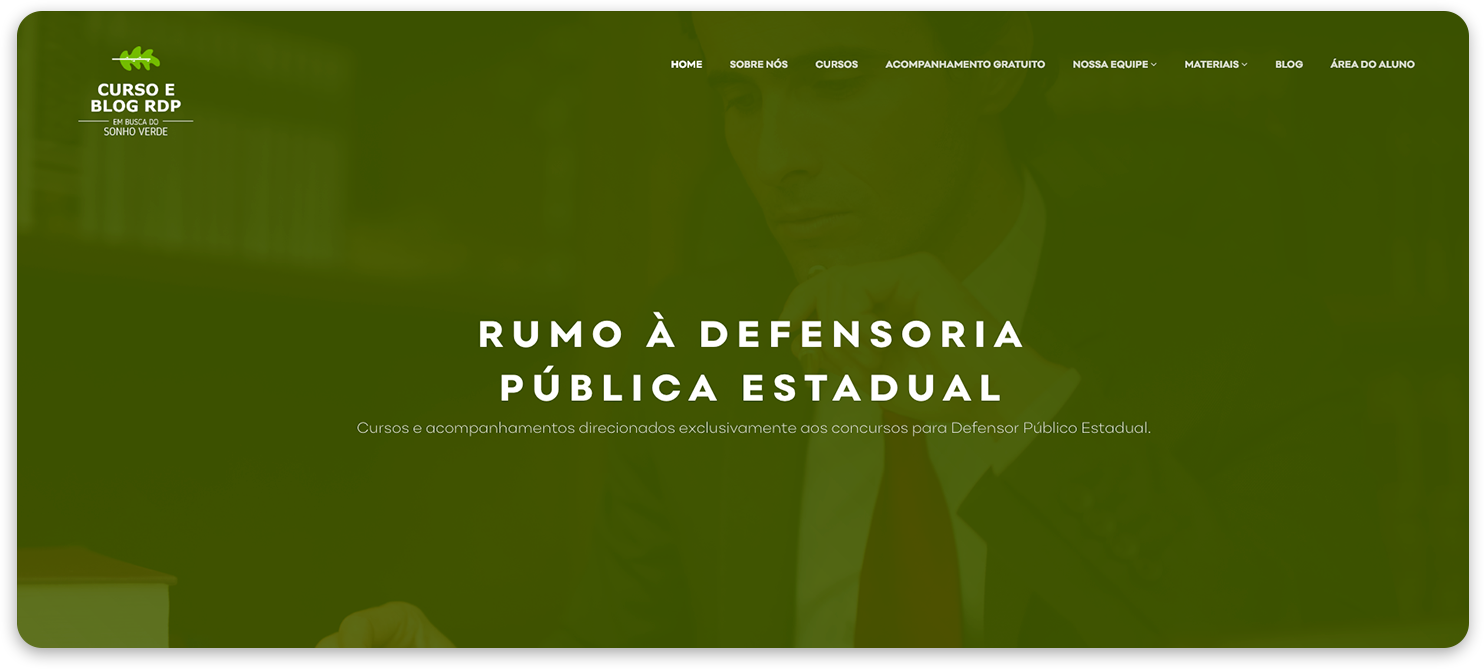 CURSO E
BLOG RDP
EM BUSCA DO
SONHO VERDE
HOME SOBRE NÓS CURSOS ACOMPANHAMENTO GRATUITO NOSSA EQUIPE MATERIAIS BLOG ÁREA DO ALUNO
RUMO À DEFENSORIA
PÚBLICA ESTADUAL
Cursos e acompanhamentos direcionados exclusivamente aos concursos para Defensor Público Estadual.